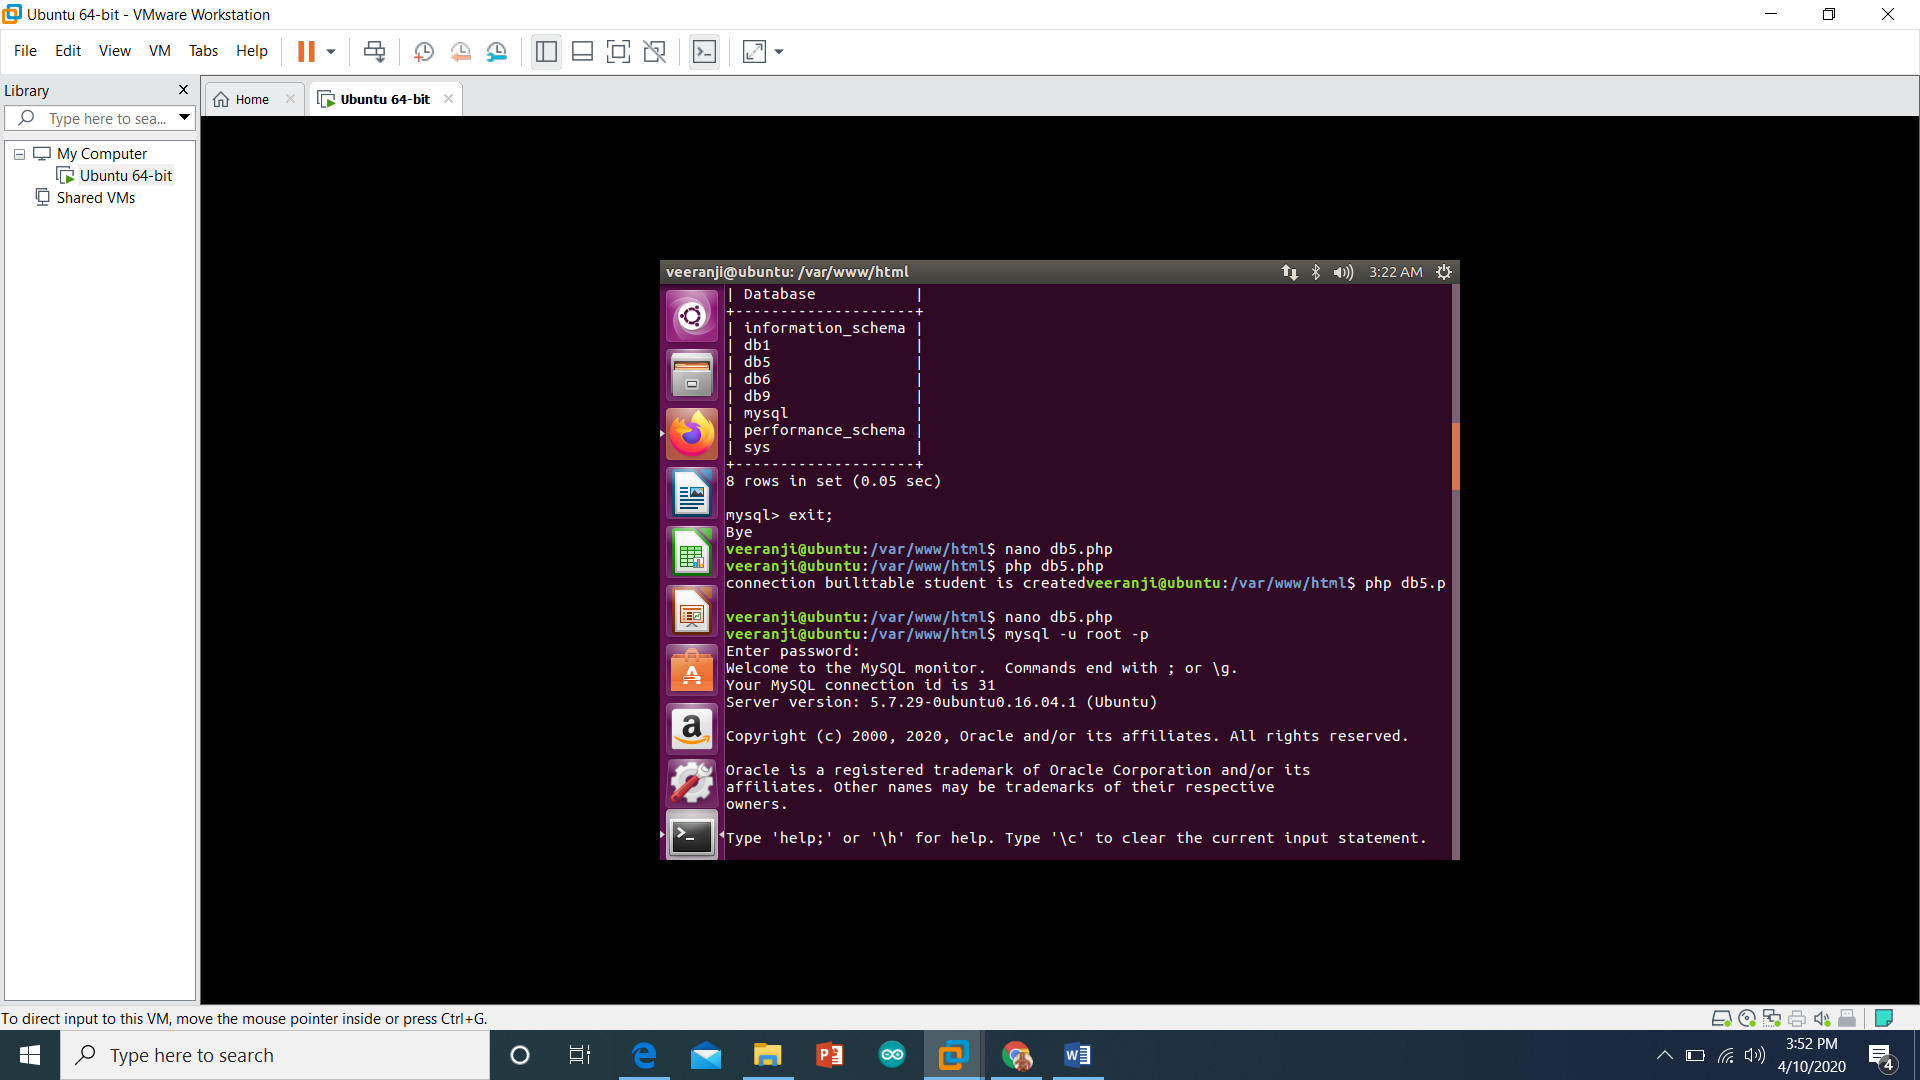 Ubuntu 64-bit - VMware Workstation
File Edit View VM Tabs Help
Library
Type here to sea...
My Computer
Ubuntu 64-bit
Shared VMs
Home
Ubuntu 64-bit
veeranji@ubuntu: /var/www/html
3:22 AM
| Database           |
+--------------------+
| information_schema |
| db1                |
| db5                |
| db6                |
| db9                |
| mysql              |
| performance_schema |
| sys                |
+--------------------+
8 rows in set (0.05 sec)
mysql> exit;
Bye
veeranji@ubuntu:/var/www/html$ nano db5.php
veeranji@ubuntu:/var/www/html$ php db5.php
connection builttable student is createdveeranji@ubuntu:/var/www/html$ php db5.p
veeranji@ubuntu:/var/www/html$ nano db5.php
veeranji@ubuntu:/var/www/html$ mysql -u root -p
Enter password:
Welcome to the MySQL monitor.  Commands end with ; or \g.
Your MySQL connection id is 31
Server version: 5.7.29-0ubuntu0.16.04.1 (Ubuntu)
Copyright (c) 2000, 2020, Oracle and/or its affiliates. All rights reserved.
Oracle is a registered trademark of Oracle Corporation and/or its
affiliates. Other names may be trademarks of their respective
owners.
Type 'help;' or '\h' for help. Type '\c' to clear the current input statement.
To direct input to this VM, move the mouse pointer inside or press Ctrl+G.
Type here to search
3:52 PM
4/10/2020
4